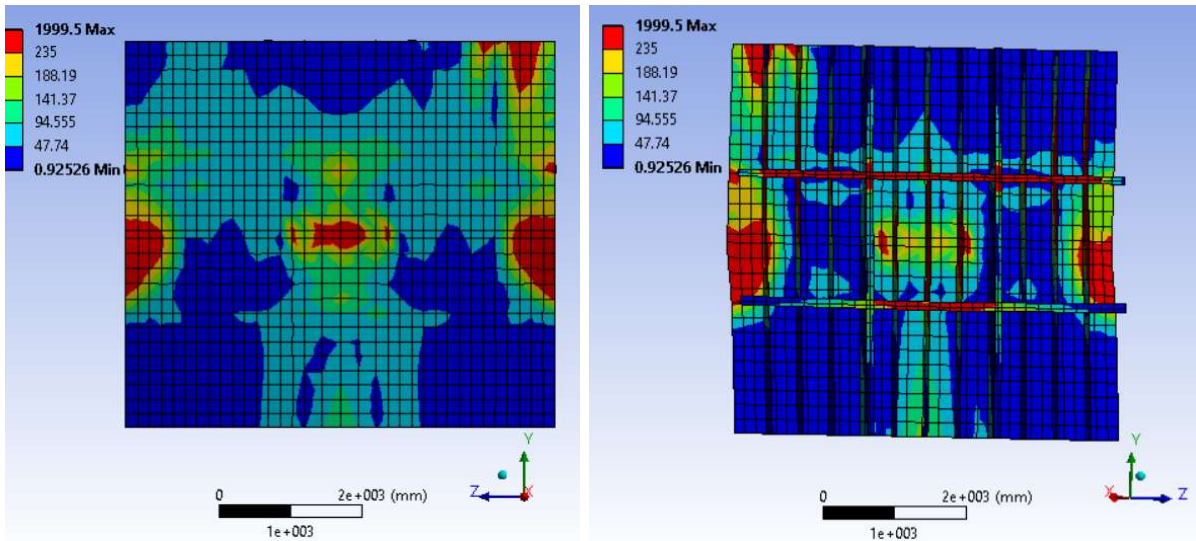 1999.5 Max
235
188.19
141.37
94.555
47.74
0.92526 Min
Y
Z
X
0
2e+003 (mm)
1e+003
1999.5 Max
235
188.19
141.37
94.555
47.74
0.92526 Min
Y
X
Z
0
2e+003 (mm)
1e+003